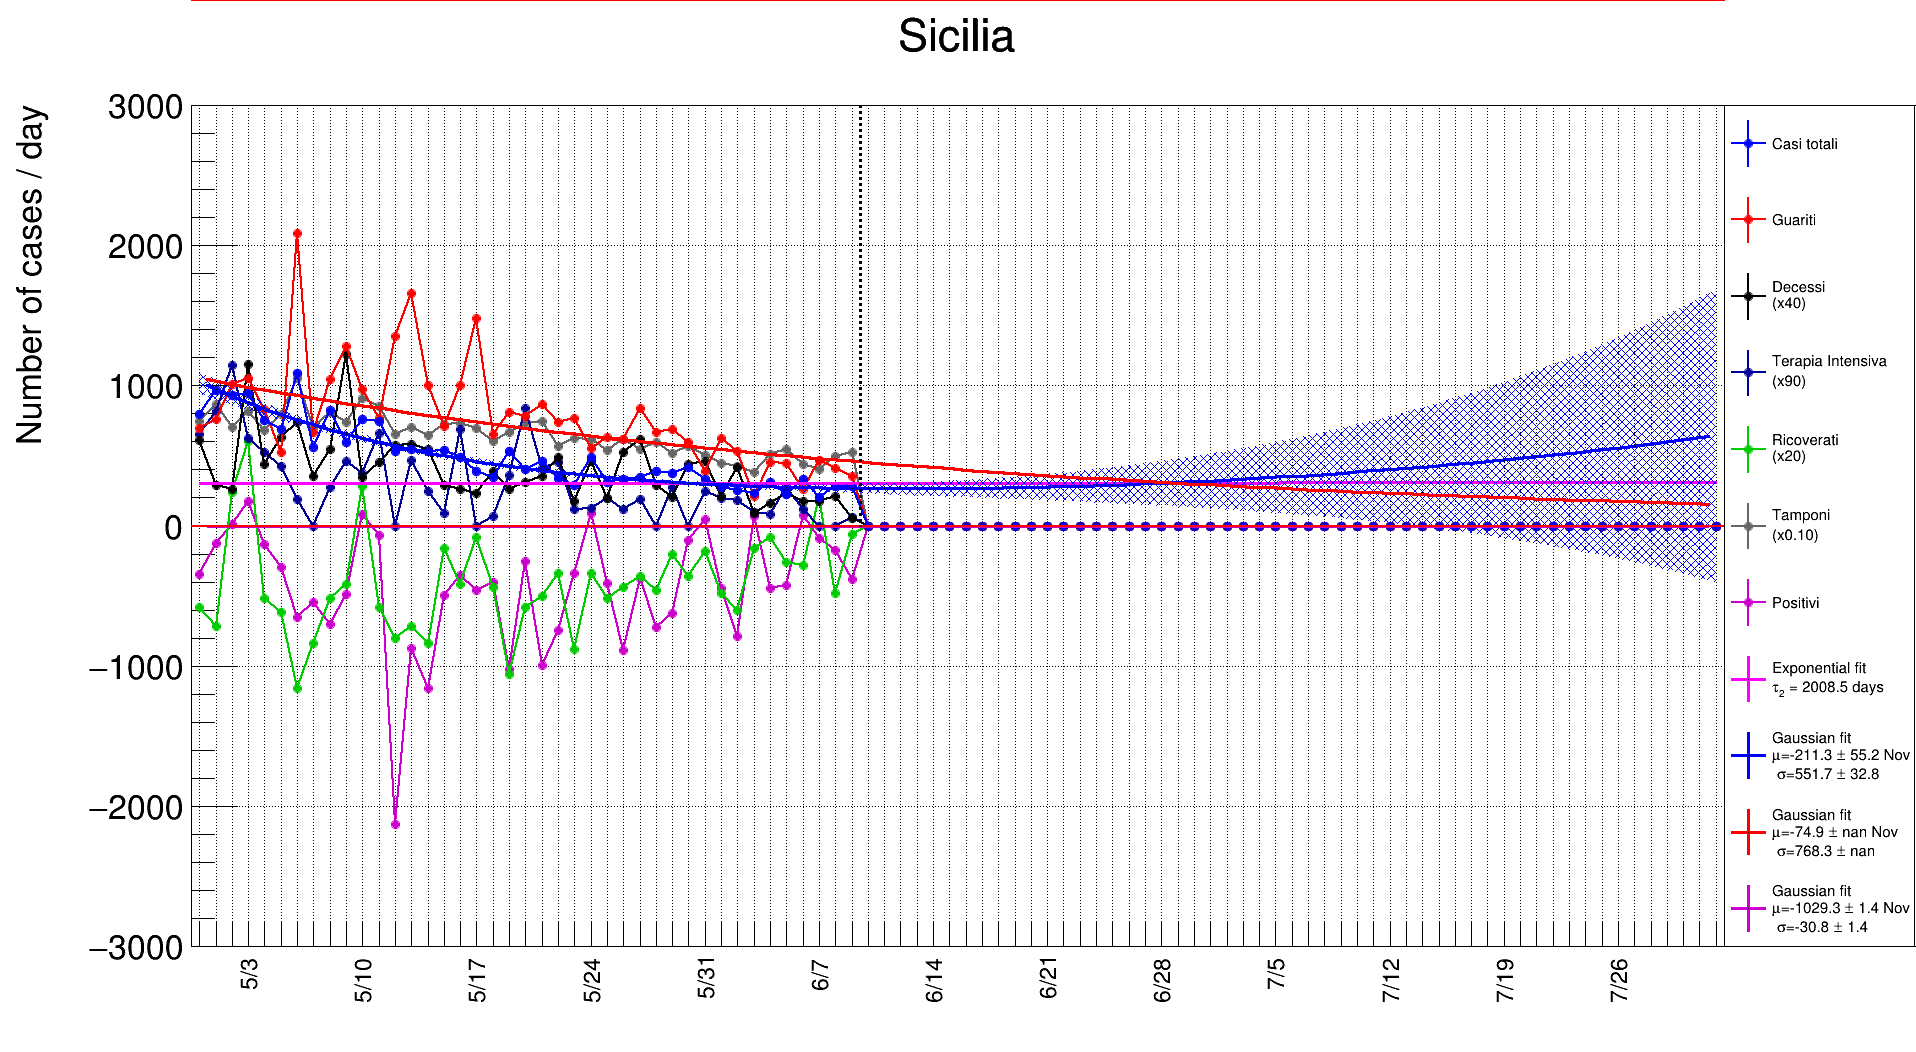 Sicilia
Number of cases / day
3000
2000
1000
0
−1000
−2000
−3000
5/3
5/10
5/17
5/24
5/31
6/7
6/14
6/21
6/28
7/5
7/12
7/19
7/26
Casi totali
Guariti
Decessi
(x40)
Terapia Intensiva
(x90)
Ricoverati
(x20)
Tamponi
(x0.10)
Positivi
Exponential fit
τ2 = 2008.5 days
Gaussian fit
μ=-211.3 ± 55.2 Nov
σ=551.7 ± 32.8
Gaussian fit
μ=-74.9 ± nan Nov
σ=768.3 ± nan
Gaussian fit
μ=-1029.3 ± 1.4 Nov
σ=-30.8 ± 1.4